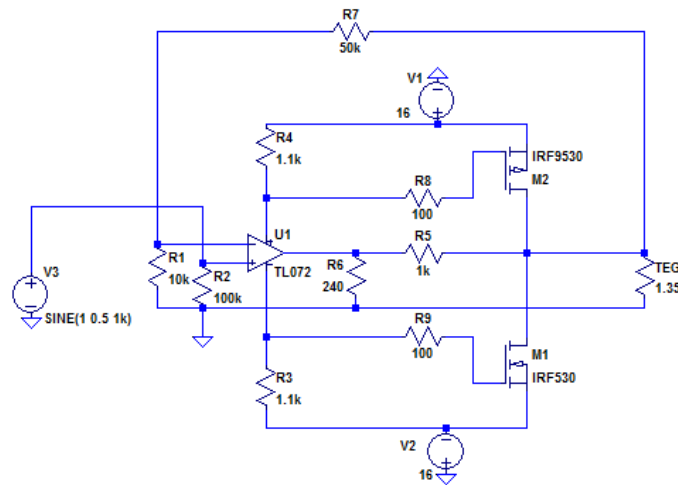 R7
50k
V1
16
R4
1.1k
IRF9530
M2
R8
100
U1
TL072
R5
1k
R1
10k
R2
100k
R6
240
TEG
1.35
V3
SINE(1 0.5 1k)
R9
100
M1
IRF530
R3
1.1k
V2
16